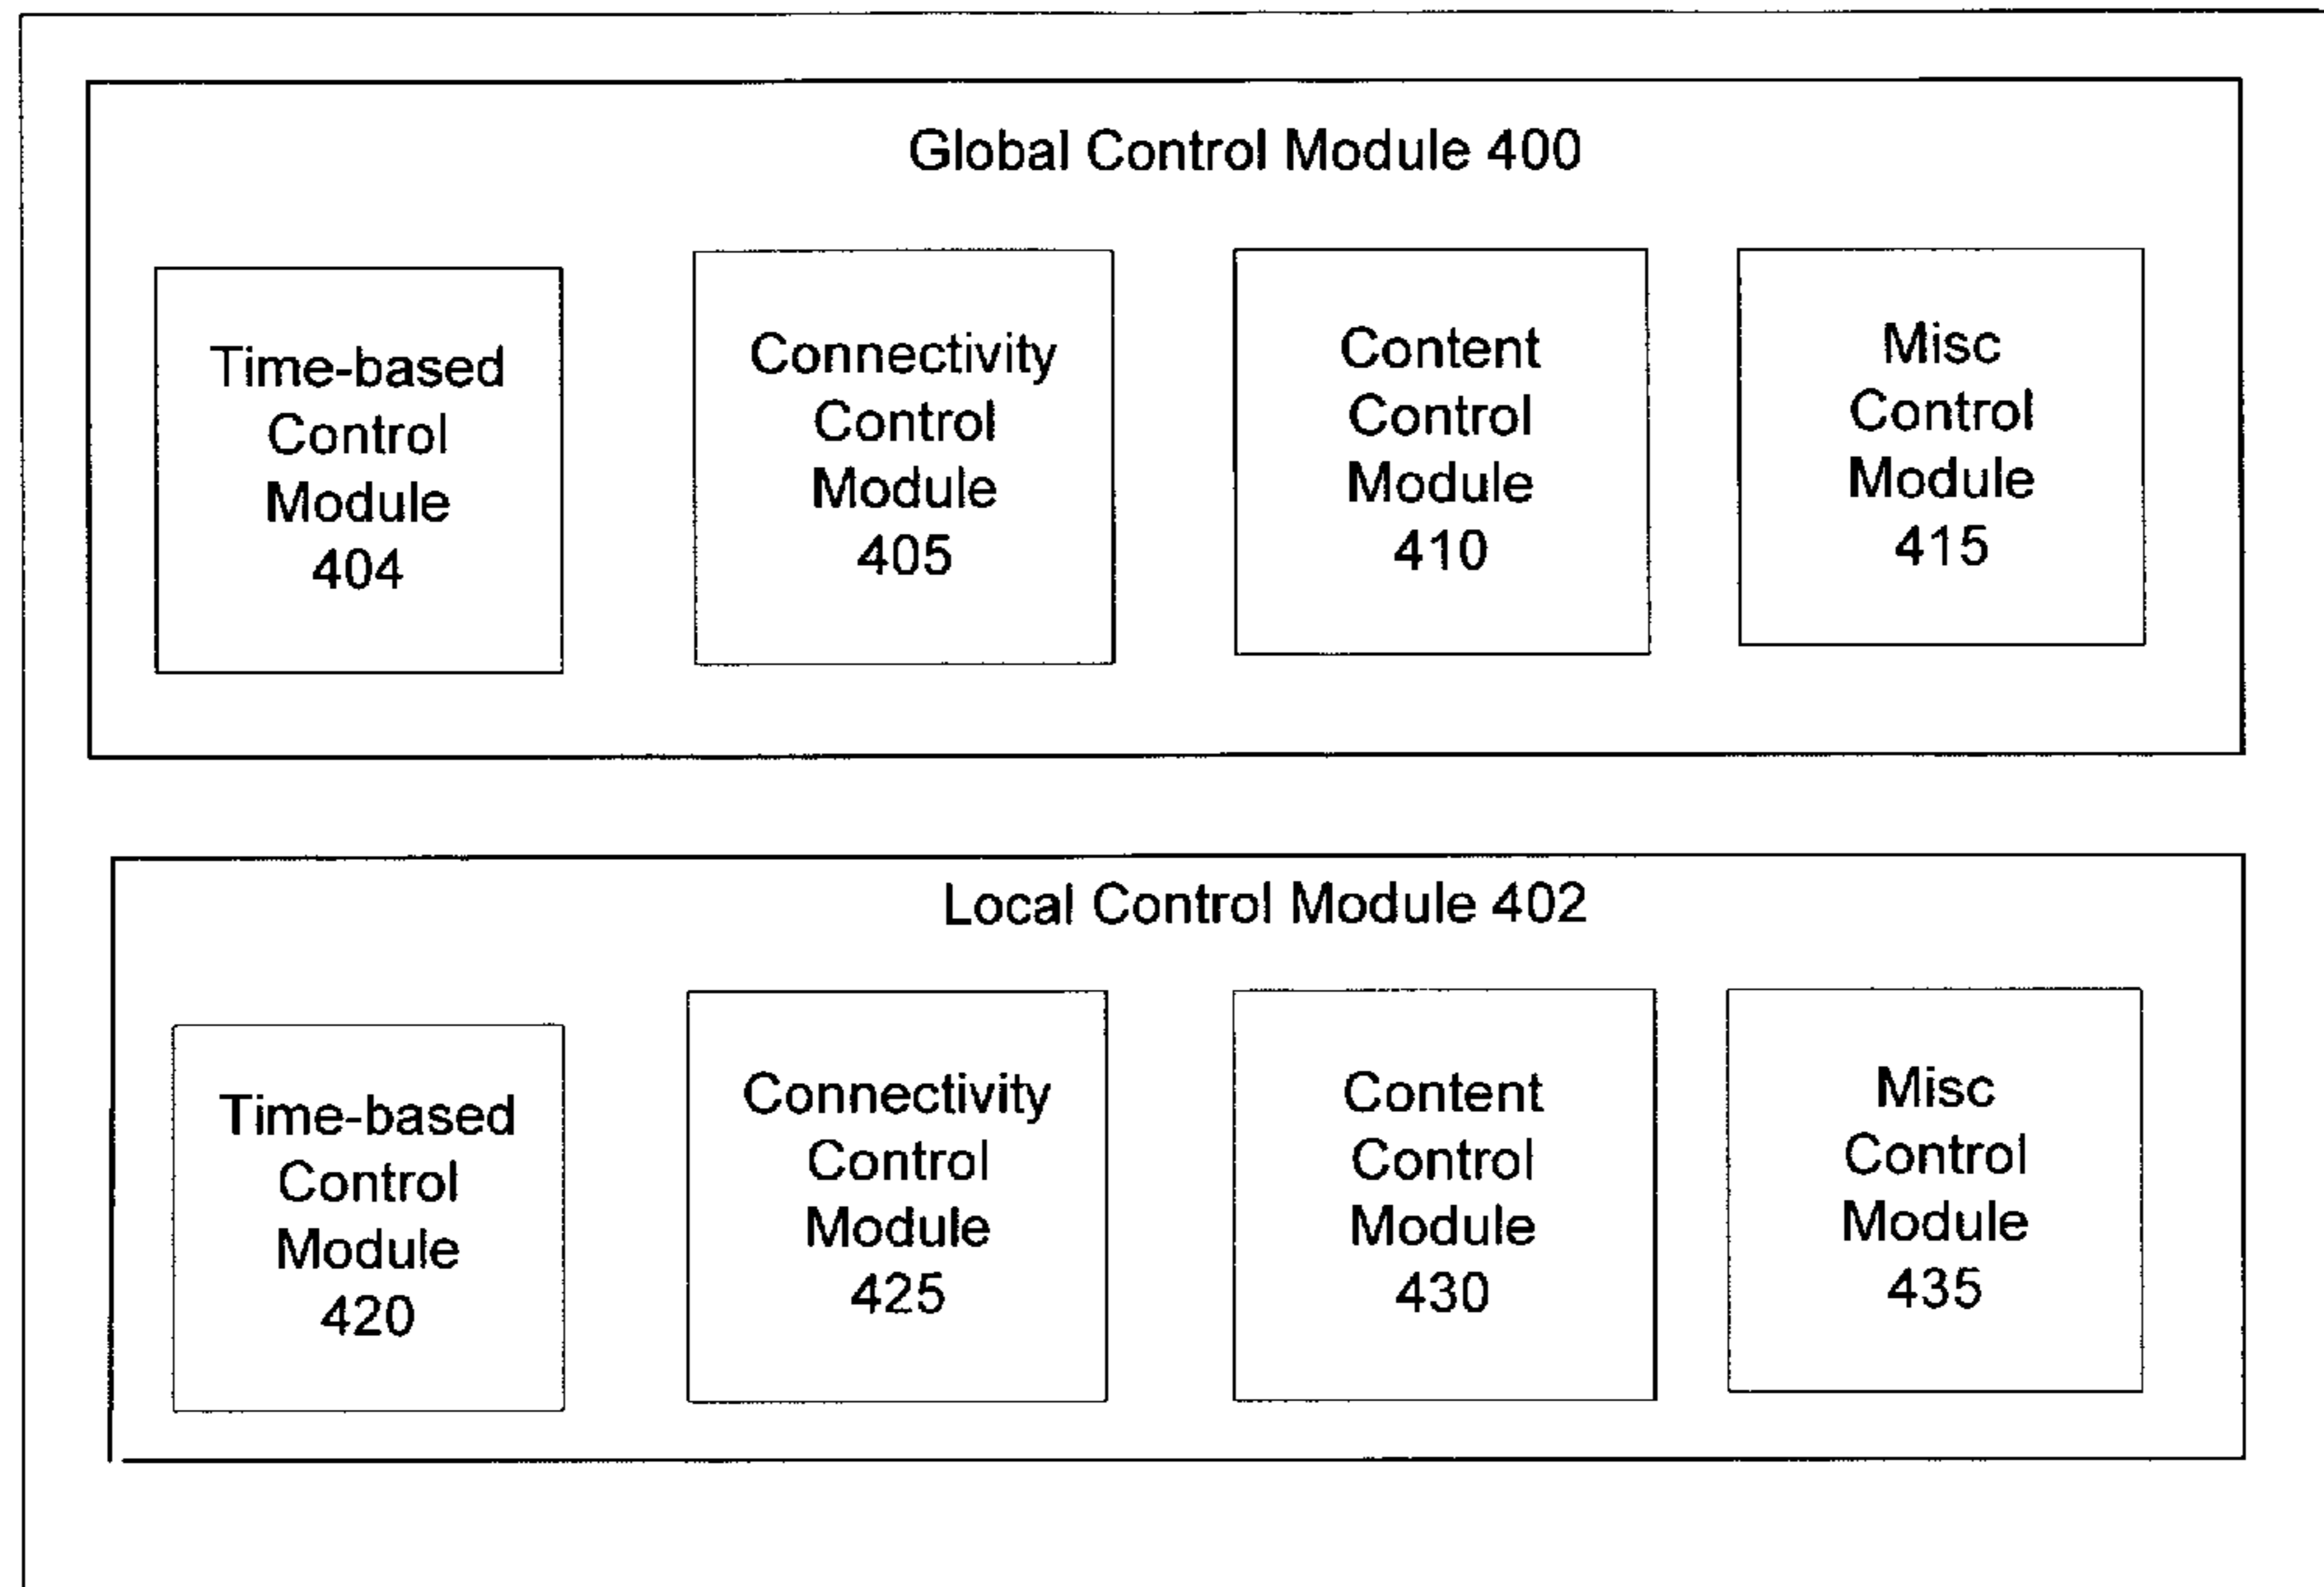 Global Control Module 400
Time-based
Control
Module
404
Connectivity
Control
Module
405
Content
Control
Module
410
Misc
Control
Module
415
Local Control Module 402
Time-based
Control
Module
420
Connectivity
Control
Module
425
Content
Control
Module
430
Misc
Control
Module
435